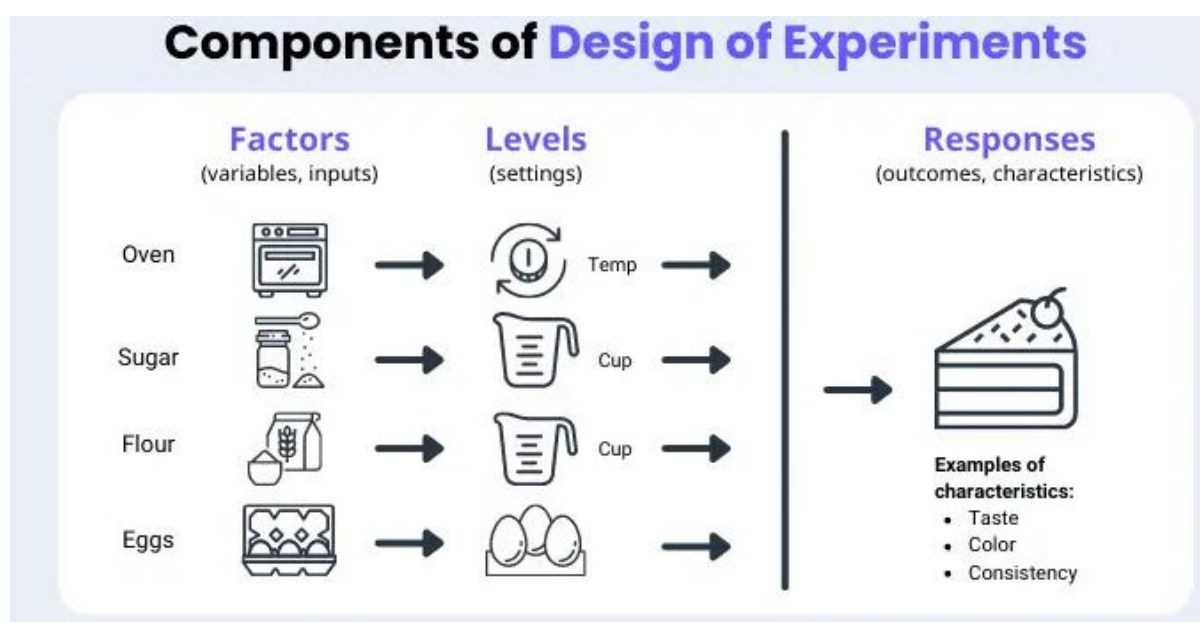 Components of Design of Experiments
Factors
(variables, inputs)
Levels
(settings)
Responses
(outcomes, characteristics)
Oven
Temp
Sugar
Cup
Flour
Cup
Eggs
Examples of
characteristics:
• Taste
• Color
• Consistency